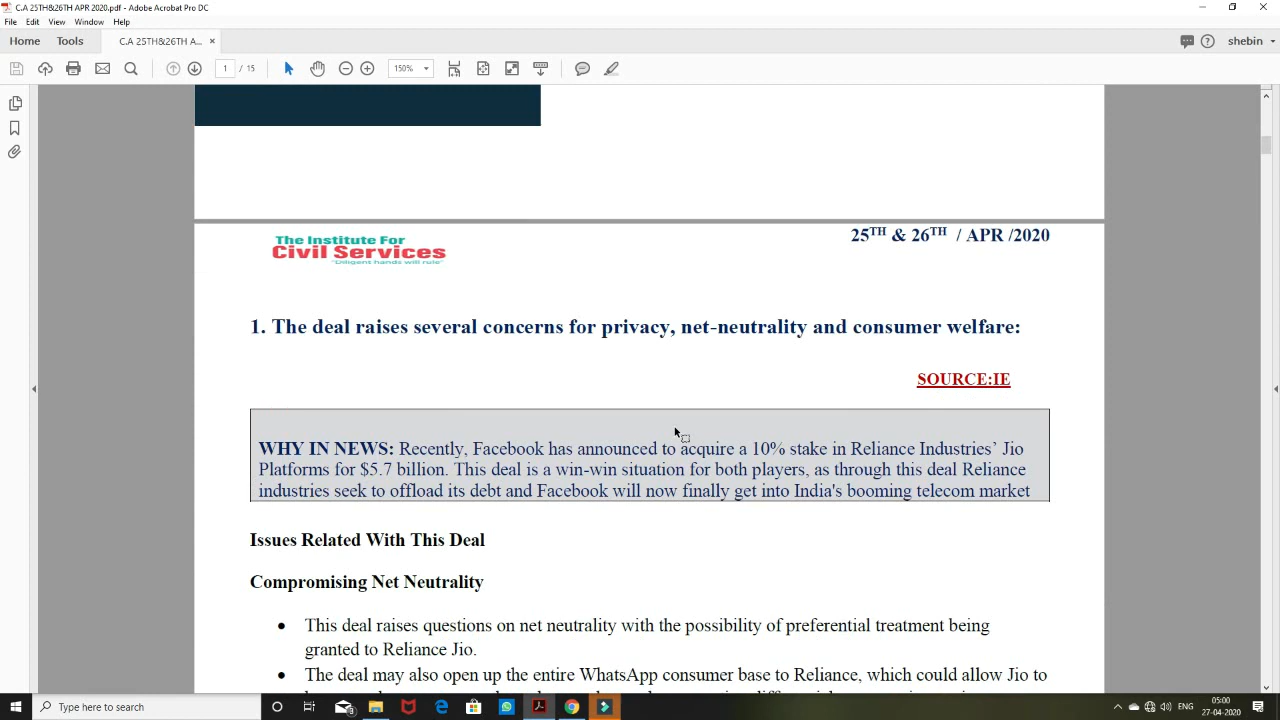 C.A 25TH&26TH APR 2020.pdf - Adobe Acrobat Pro DC
File Edit View Window Help
Home Tools C.A 25TH&26TH A... × shebin
1 / 15 150%
The Institute For
Civil Services
"Diligent hands will rule"
25TH & 26TH / APR /2020
1. The deal raises several concerns for privacy, net-neutrality and consumer welfare:
SOURCE:IE
WHY IN NEWS: Recently, Facebook has announced to acquire a 10% stake in Reliance Industries’ Jio
Platforms for $5.7 billion. This deal is a win-win situation for both players, as through this deal Reliance
industries seek to offload its debt and Facebook will now finally get into India's booming telecom market
Issues Related With This Deal
Compromising Net Neutrality
• This deal raises questions on net neutrality with the possibility of preferential treatment being
granted to Reliance Jio.
• The deal may also open up the entire WhatsApp consumer base to Reliance, which could allow Jio to
Type here to search
ENG
05:00
27-04-2020